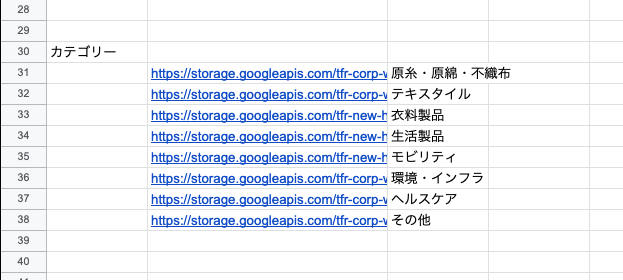 28
29
30 カテゴリー
31 https://storage.googleapis.com/tfr-corp-w 原糸・原綿・不織布
32 https://storage.googleapis.com/tfr-corp-w テキスタイル
33 https://storage.googleapis.com/tfr-new-h 衣料製品
34 https://storage.googleapis.com/tfr-new-h 生活製品
35 https://storage.googleapis.com/tfr-new-h モビリティ
36 https://storage.googleapis.com/tfr-corp-w 環境・インフラ
37 https://storage.googleapis.com/tfr-corp-w ヘルスケア
38 https://storage.googleapis.com/tfr-corp-w その他
39
40